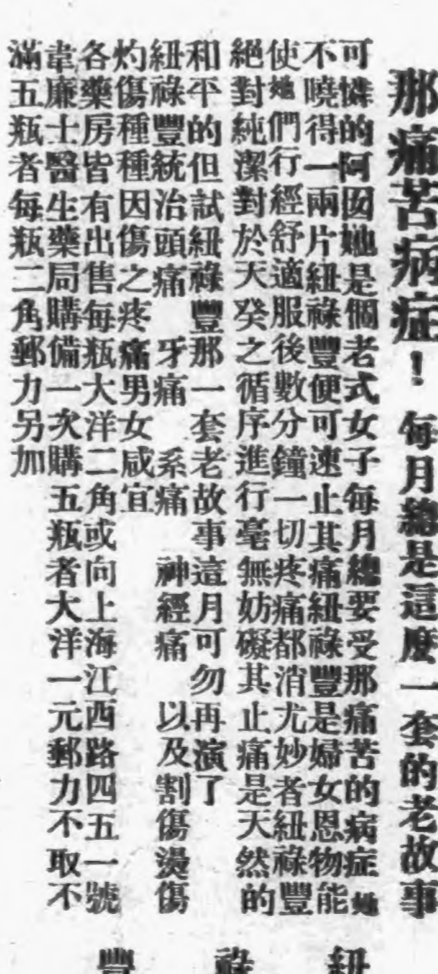 那痛苦病症！每月總是這麼一套的老故事
可憐的阿囡她是個老式女子每月總要受那痛苦的病症她
不曉得一兩片紐祿豐便可速止其痛紐祿豐是婦女恩物能
使她們行經舒適服後數分鐘一切疼痛都消尤妙者紐祿豐
絕對純潔對於天癸之循序進行毫無妨礙其止痛是天然的
和平的但試紐祿豐那一套老故事這月可勿再演了
紐祿豐統治頭痛 牙痛 系痛 神經痛 以及割傷燙傷
灼傷種種因傷之疼痛男女咸宜
各藥房皆有出售每瓶大洋二角或向上海江西路四五一號
韋廉士醫生藥局購備一次購五瓶者大洋一元郵力不取不
滿五瓶者每瓶二角郵力另加
紐祿豐